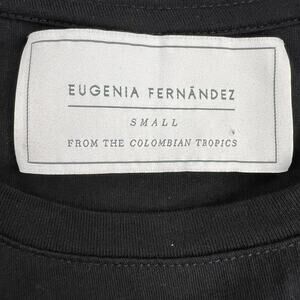 EUGENIA FERNÁNDEZ
SMALL
FROM THE COLOMBIAN TROPICS